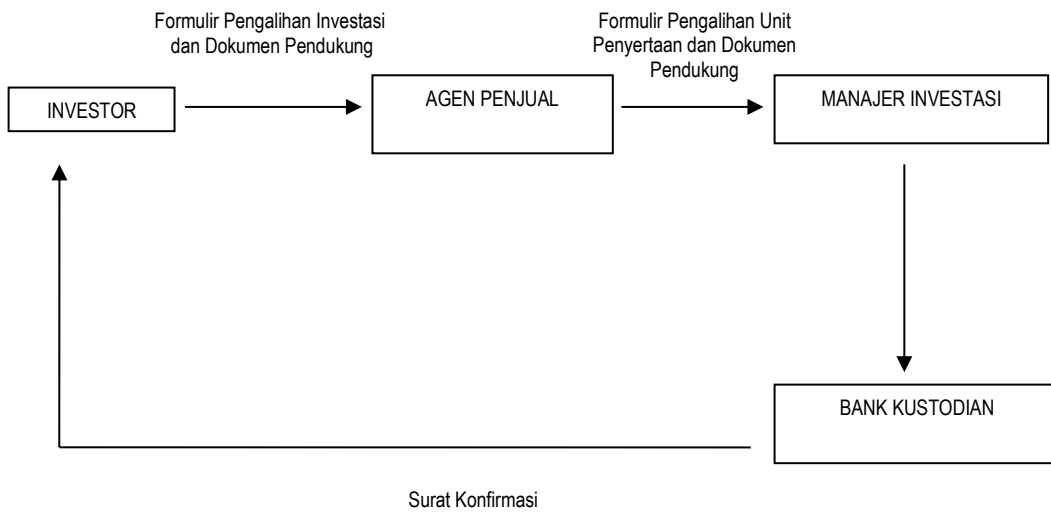 Formulir Pengalihan Investasi
dan Dokumen Pendukung
Formulir Pengalihan Unit
Penyertaan dan Dokumen
Pendukung
INVESTOR
AGEN PENJUAL
MANAJER INVESTASI
BANK KUSTODIAN
Surat Konfirmasi